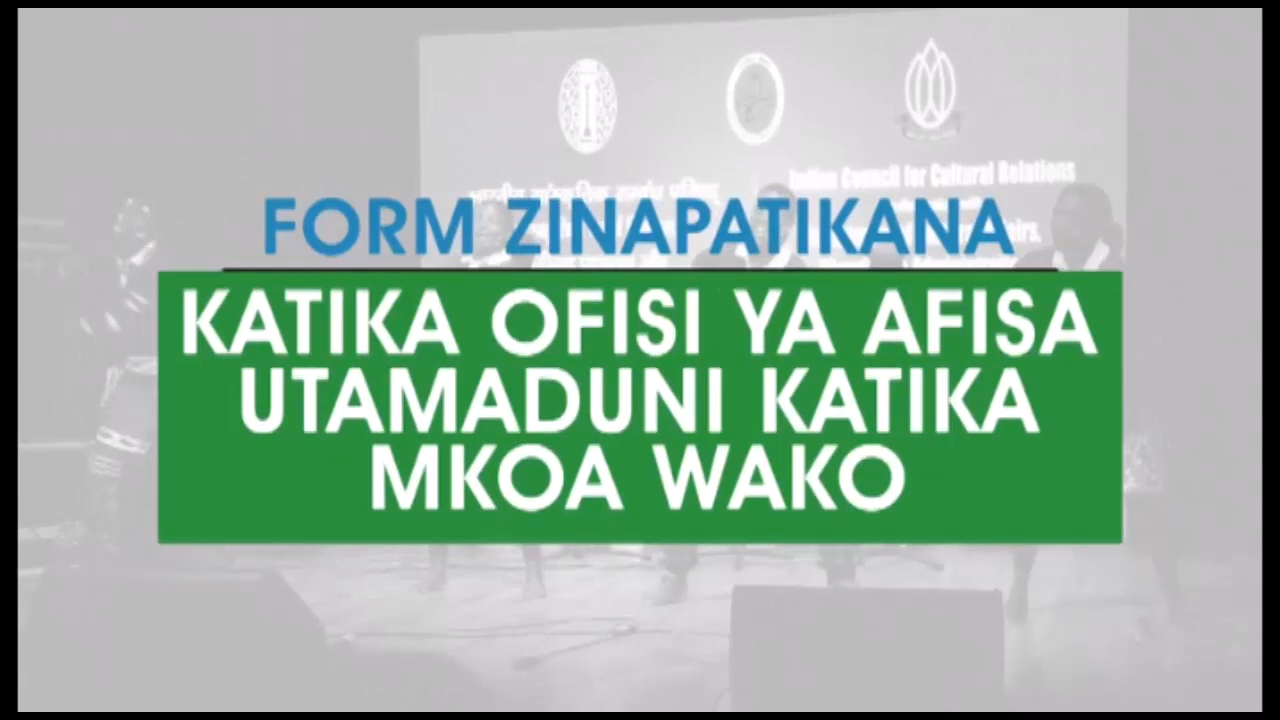 Indian Council for Cultural Relations
FORM ZINAPATIKANA
KATIKA OFISI YA AFISA
UTAMADUNI KATIKA
MKOA WAKO